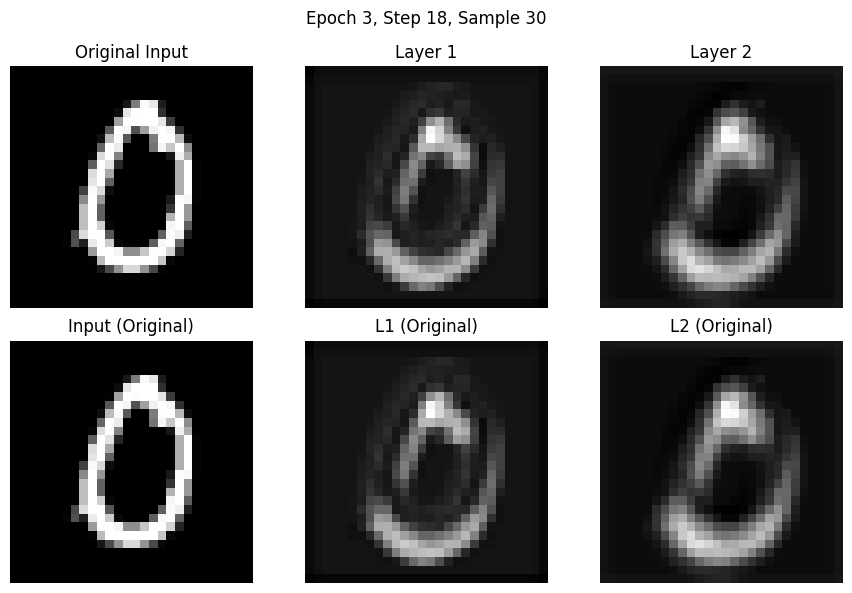 Epoch 3, Step 18, Sample 30
Original Input Layer 1 Layer 2
Input (Original) L1 (Original) L2 (Original)